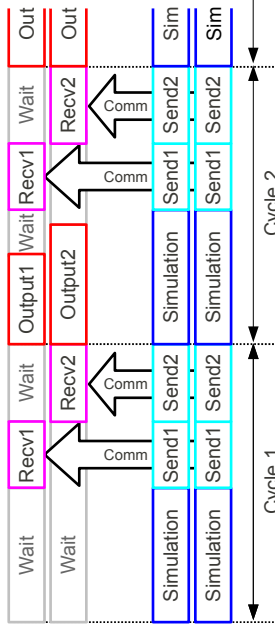 Out
Out
Sim
Sim
Wait
Recv2
Comm
Send2
Send2
Recv1
Comm
Send1
Send1
Wait
Output1
Output2
Simulation
Simulation
Cycle 2
Wait
Recv2
Comm
Send2
Send2
Recv1
Comm
Send1
Send1
Wait
Wait
Simulation
Simulation
Cycle 1